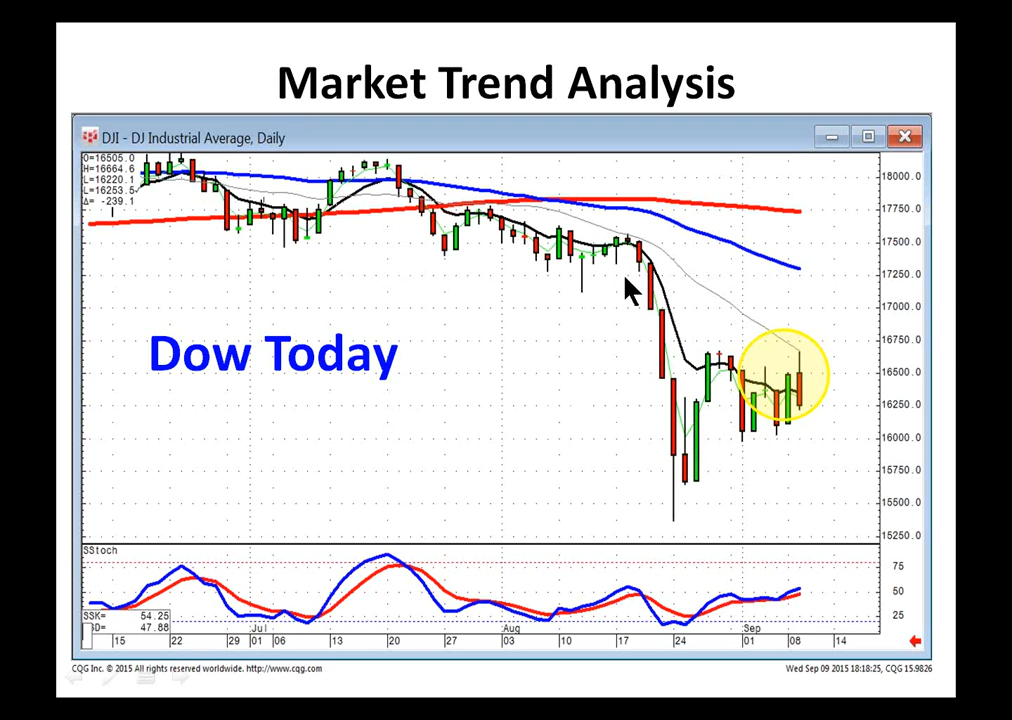 Market Trend Analysis
DJI - DJ Industrial Average, Daily
O=16505.0
H=16664.6
L=16220.1
L=16253.5
Δ= -239.1
18000.0
17750.0
17500.0
17250.0
17000.0
16750.0
16500.0
16250.0
16000.0
15750.0
15500.0
15250.0
Dow Today
SStoch
75
50
25
SSK= 54.25
SD= 47.88
Jul Aug Sep
15 22 29 01 06 13 20 27 03 10 17 24 01 08 14
CQG Inc. © 2015 All rights reserved worldwide. http://www.cqg.com
Wed Sep 09 2015 18:18:25, CQG 15.9826